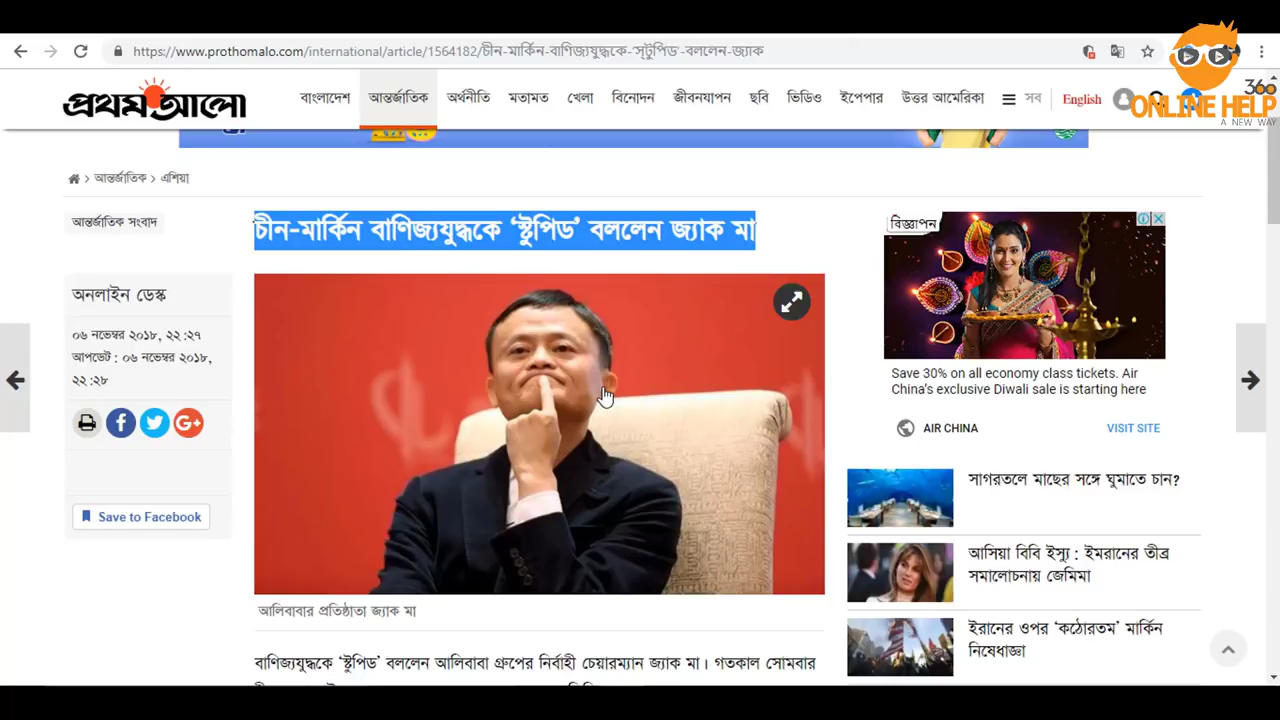 https://www.prothomalo.com/international/article/1564182/চীন-মার্কিন-বাণিজ্যযুদ্ধকে-‘স্টুপিড’-বললেন-জ্যাক
366
ONLINE HELP
A NEW WAY
প্রথম আলো
বাংলাদেশ আন্তর্জাতিক অর্থনীতি মতামত খেলা বিনোদন জীবনযাপন ছবি ভিডিও ইপেপার উত্তর আমেরিকা সব English
আন্তর্জাতিক > এশিয়া
আন্তর্জাতিক সংবাদ
চীন-মার্কিন বাণিজ্যযুদ্ধকে ‘স্টুপিড’ বললেন জ্যাক মা
অনলাইন ডেস্ক
০৬ নভেম্বর ২০১৮, ২২:২৭
আপডেট : ০৬ নভেম্বর ২০১৮,
২২:২৮
Save to Facebook
আলিবাবার প্রতিষ্ঠাতা জ্যাক মা
বাণিজ্যযুদ্ধকে ‘স্টুপিড’ বললেন আলিবাবা গ্রুপের নির্বাহী চেয়ারম্যান জ্যাক মা। গতকাল সোমবার
বিজ্ঞাপন
Save 30% on all economy class tickets. Air
China's exclusive Diwali sale is starting here
AIR CHINA
VISIT SITE
সাগরতলে মাছের সঙ্গে ঘুমাতে চান?
আসিয়া বিবি ইস্যু : ইমরানের তীব্র
সমালোচনায় জেমিমা
ইরানের ওপর ‘কঠোরতম’ মার্কিন
নিষেধাজ্ঞা